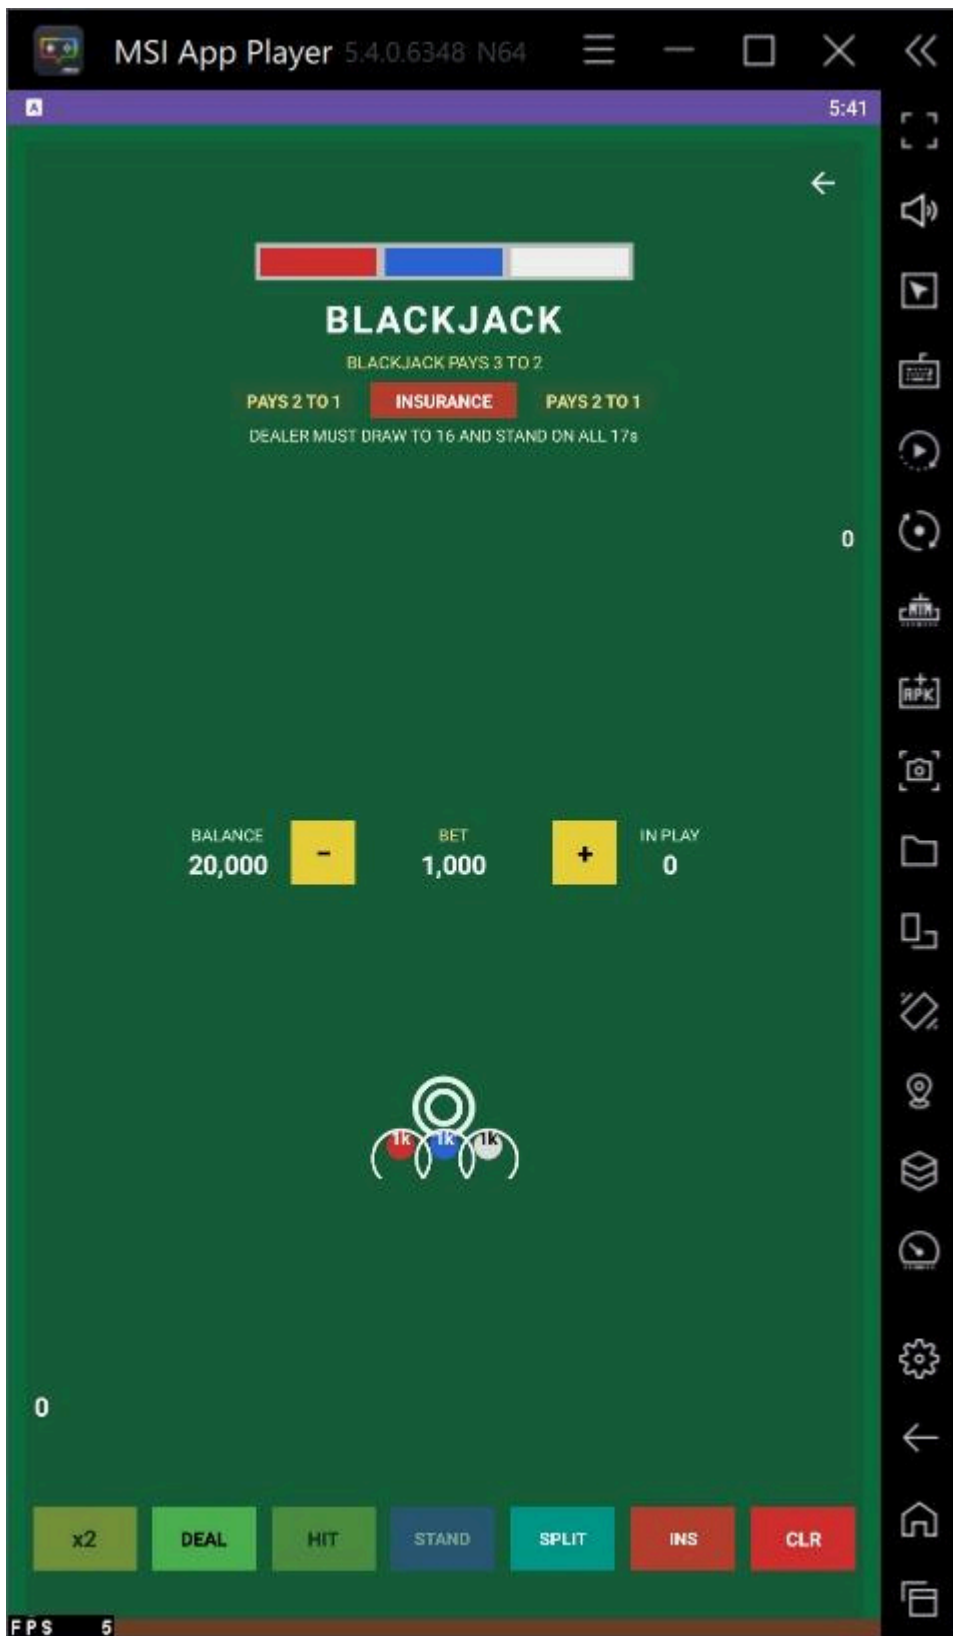 MSI App Player 5.4.0.6348 N64
A 5:41
BLACKJACK
BLACKJACK PAYS 3 TO 2
PAYS 2 TO 1 INSURANCE PAYS 2 TO 1
DEALER MUST DRAW TO 16 AND STAND ON ALL 17s
0
RPK
BALANCE BET IN PLAY
20,000 - 1,000 + 0
1k 1k 1k
0
x2 DEAL HIT STAND SPLIT INS CLR
FPS 5